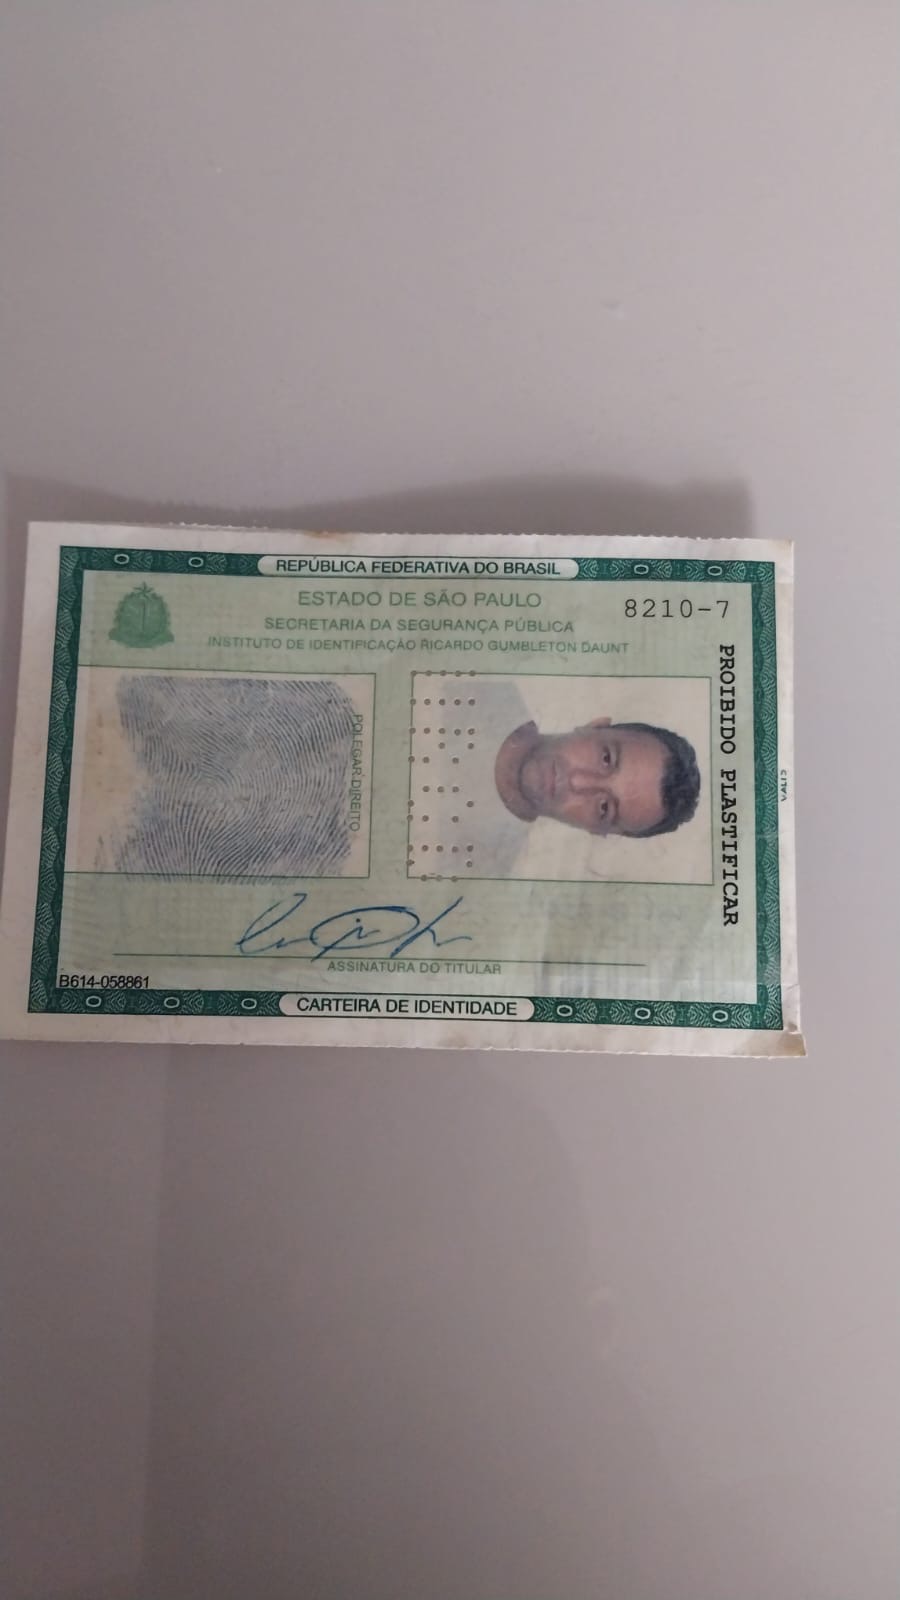 REPÚBLICA FEDERATIVA DO BRASIL
ESTADO DE SÃO PAULO
8210-7
SECRETARIA DA SEGURANÇA PÚBLICA
INSTITUTO DE IDENTIFICAÇÃO RICARDO GUMBLETON DAUNT
POLEGAR DIREITO
PROIBIDO PLASTIFICAR
ASSINATURA DO TITULAR
B614-058861
CARTEIRA DE IDENTIDADE